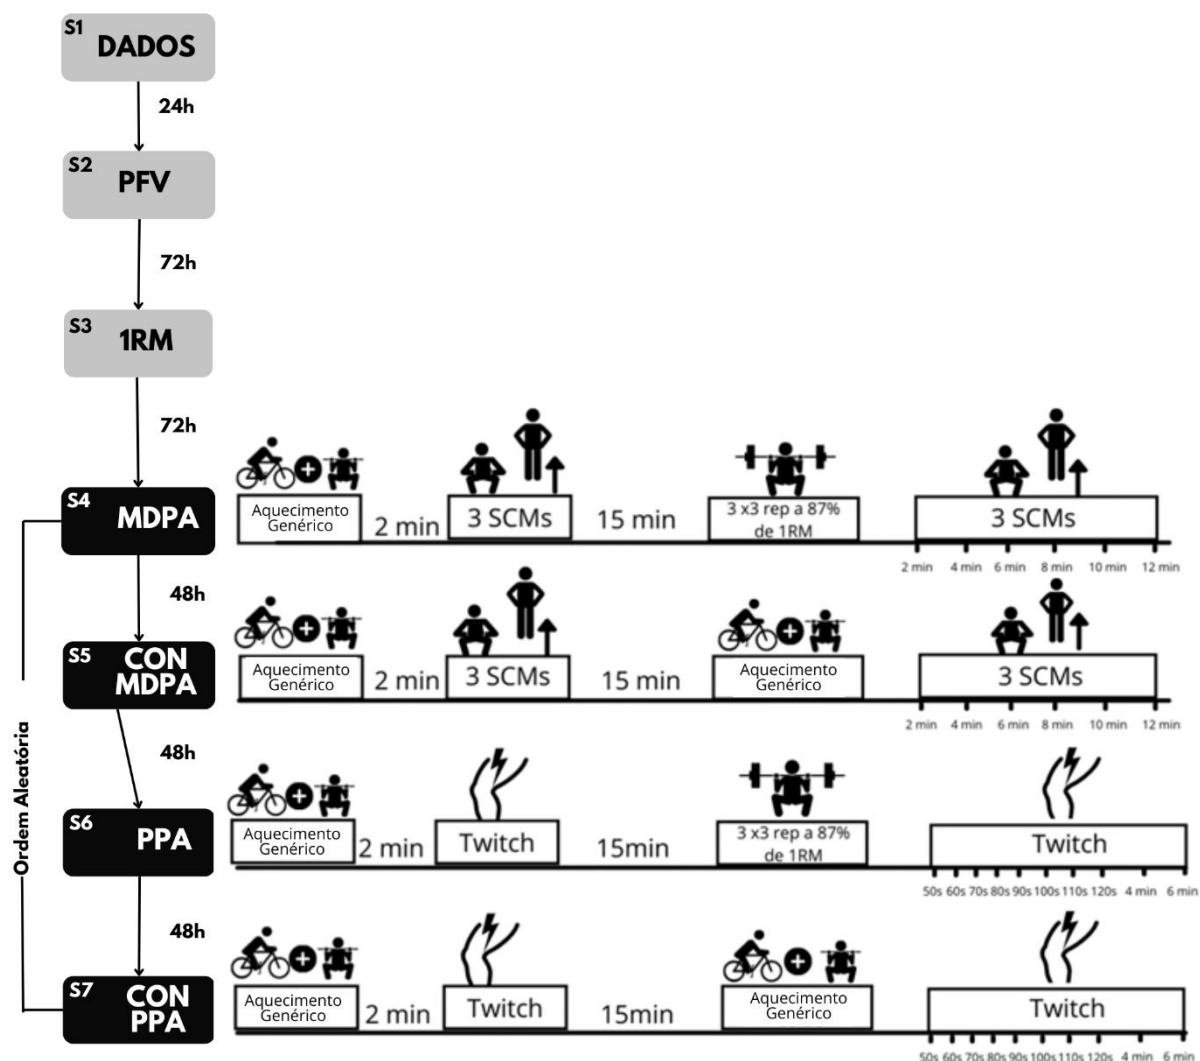 S1
DADOS
24h
S2
PFV
72h
S3
1RM
72h
S4
MDPA
Aquecimento
Genérico
2 min
3 SCMs
15 min
3 x3 rep a 87%
de 1RM
3 SCMs
2 min 4 min 6 min 8 min 10 min 12 min
48h
S5
CON
MDPA
Aquecimento
Genérico
2 min
3 SCMs
15 min
Aquecimento
Genérico
3 SCMs
2 min 4 min 6 min 8 min 10 min 12 min
48h
Ordem Aleatória
S6
PPA
Aquecimento
Genérico
2 min
Twitch
15min
3 x3 rep a 87%
de 1RM
Twitch
50s 60s 70s 80s 90s 100s 110s 120s 4 min 6 min
48h
S7
CON
PPA
Aquecimento
Genérico
2 min
Twitch
15min
Aquecimento
Genérico
Twitch
50s 60s 70s 80s 90s 100s 110s 120s 4 min 6 min